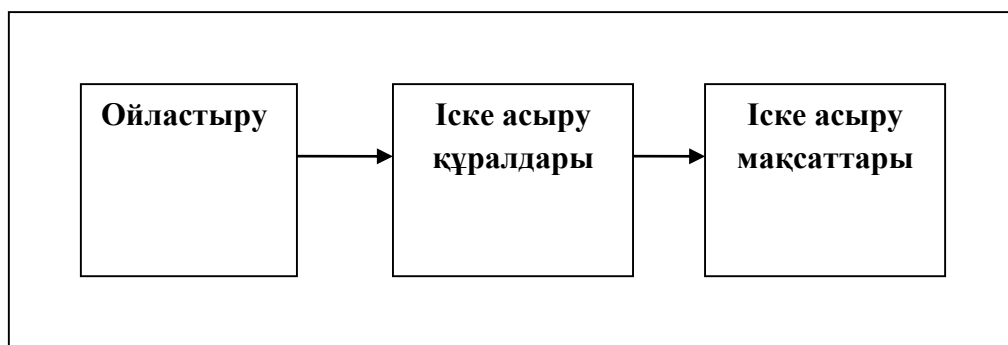 Ойластыру
Іске асыру
құралдары
Іске асыру
мақсаттары